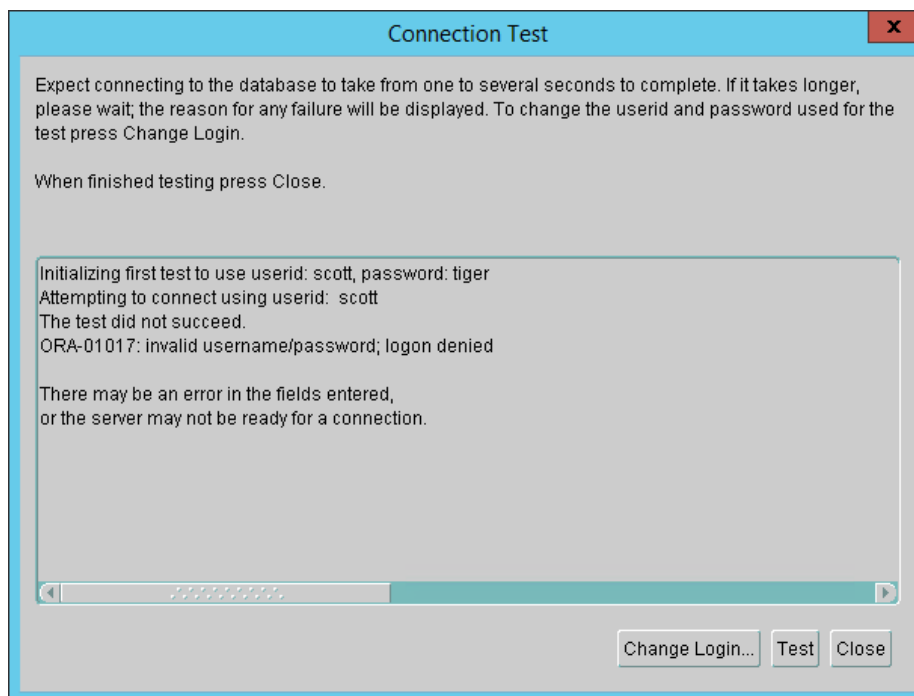 Connection Test
x
Expect connecting to the database to take from one to several seconds to complete. If it takes longer,
please wait; the reason for any failure will be displayed. To change the userid and password used for the
test press Change Login.
When finished testing press Close.
Initializing first test to use userid: scott, password: tiger
Attempting to connect using userid:  scott
The test did not succeed.
ORA-01017: invalid username/password; logon denied
There may be an error in the fields entered,
or the server may not be ready for a connection.
Change Login... Test Close